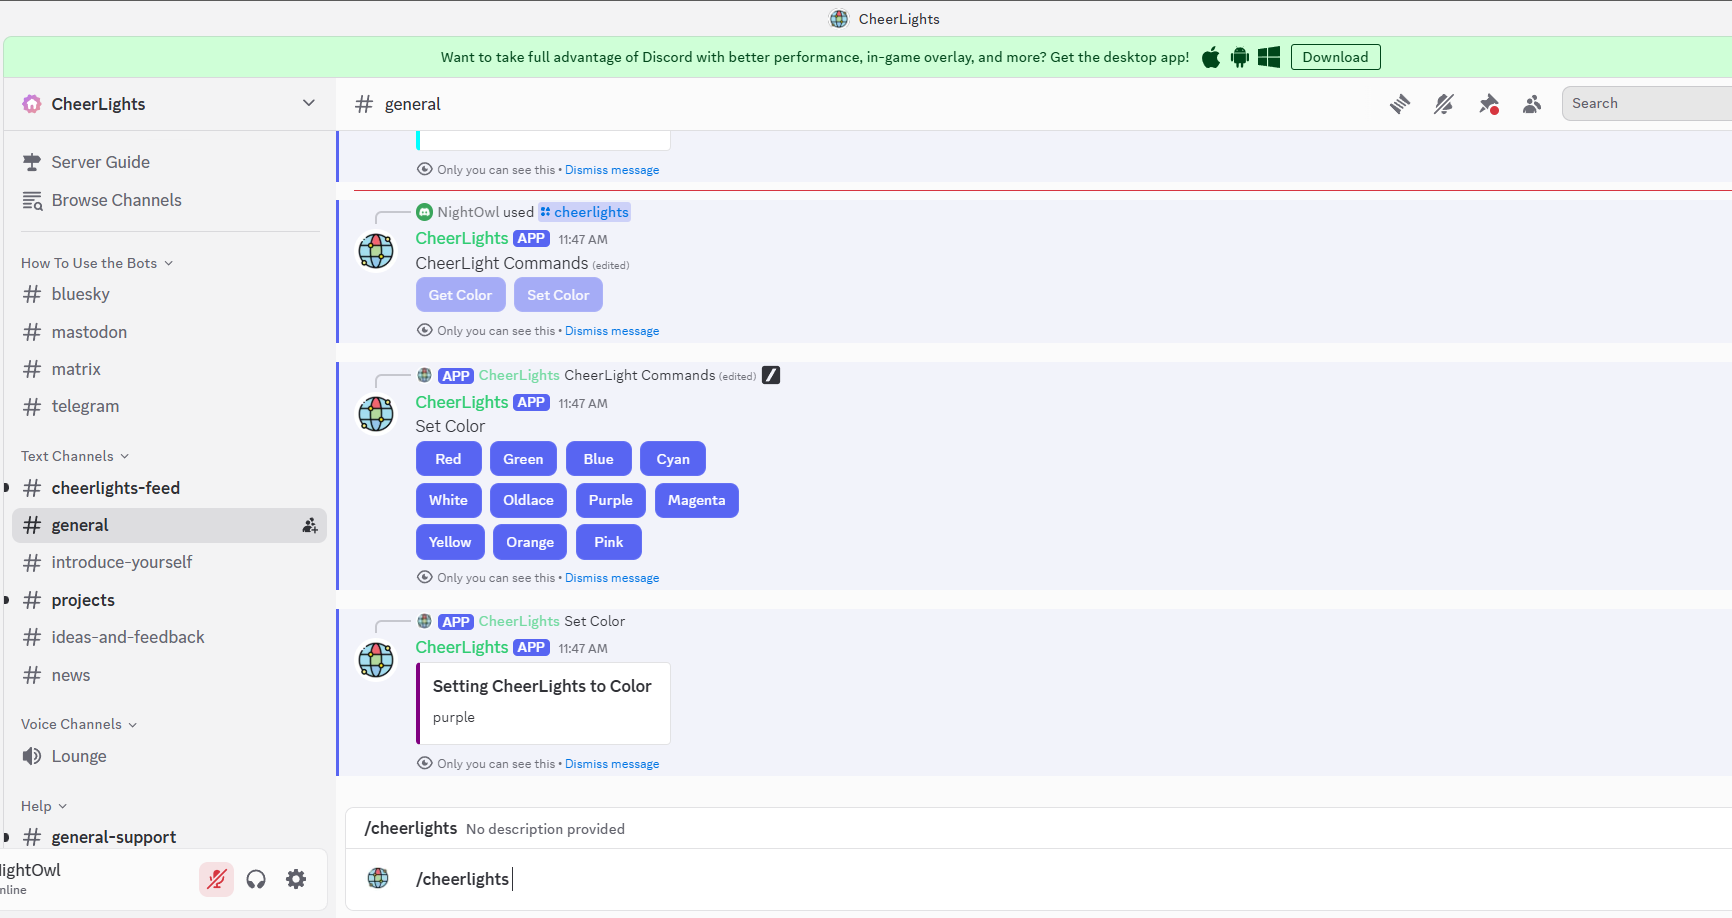 CheerLights
Want to take full advantage of Discord with better performance, in-game overlay, and more? Get the desktop app! Download
CheerLights
Server Guide
Browse Channels
How To Use the Bots
# bluesky
# mastodon
# matrix
# telegram
Text Channels
# cheerlights-feed
# general
# introduce-yourself
# projects
# ideas-and-feedback
# news
Voice Channels
Lounge
Help
# general-support
# general
Search
Only you can see this • Dismiss message
NightOwl used cheerlights
CheerLights APP 11:47 AM
CheerLight Commands (edited)
Get Color Set Color
Only you can see this • Dismiss message
APP CheerLights CheerLight Commands (edited)
CheerLights APP 11:47 AM
Set Color
Red Green Blue Cyan
White Oldlace Purple Magenta
Yellow Orange Pink
Only you can see this • Dismiss message
APP CheerLights Set Color
CheerLights APP 11:47 AM
Setting CheerLights to Color
purple
Only you can see this • Dismiss message
/cheerlights No description provided
/cheerlights
ightOwl
nline